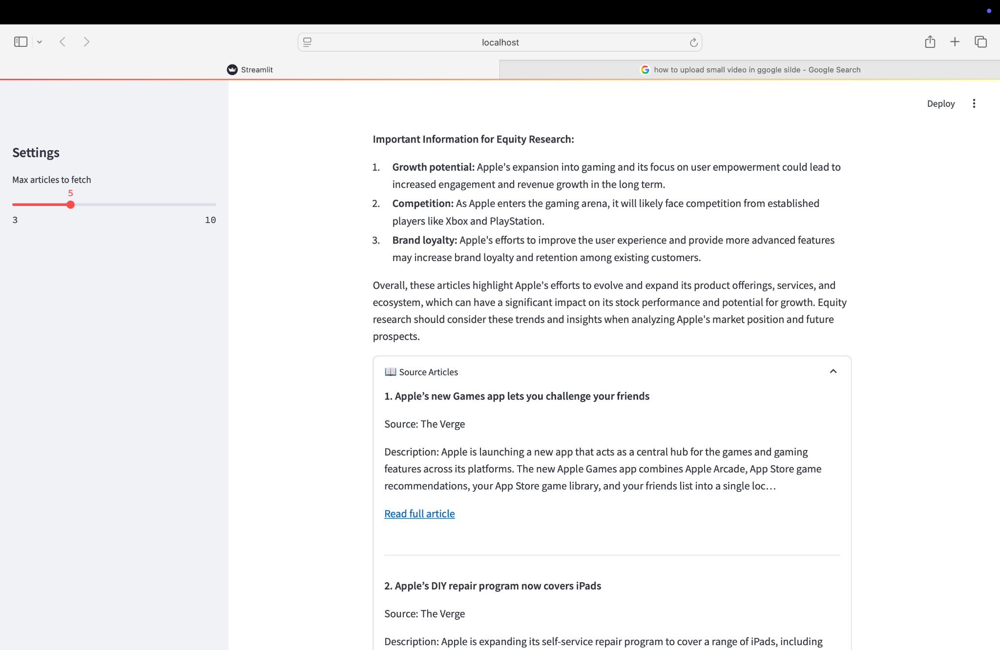 localhost
Streamlit
how to upload small video in ggogle silde - Google Search
Deploy
Settings
Max articles to fetch
5
3 10
Important Information for Equity Research:
1. Growth potential: Apple's expansion into gaming and its focus on user empowerment could lead to
increased engagement and revenue growth in the long term.
2. Competition: As Apple enters the gaming arena, it will likely face competition from established
players like Xbox and PlayStation.
3. Brand loyalty: Apple's efforts to improve the user experience and provide more advanced features
may increase brand loyalty and retention among existing customers.
Overall, these articles highlight Apple's efforts to evolve and expand its product offerings, services, and
ecosystem, which can have a significant impact on its stock performance and potential for growth. Equity
research should consider these trends and insights when analyzing Apple's market position and future
prospects.
📖 Source Articles
1. Apple’s new Games app lets you challenge your friends
Source: The Verge
Description: Apple is launching a new app that acts as a central hub for the games and gaming
features across its platforms. The new Apple Games app combines Apple Arcade, App Store game
recommendations, your App Store game library, and your friends list into a single loc…
Read full article
2. Apple’s DIY repair program now covers iPads
Source: The Verge
Description: Apple is expanding its self-service repair program to cover a range of iPads, including